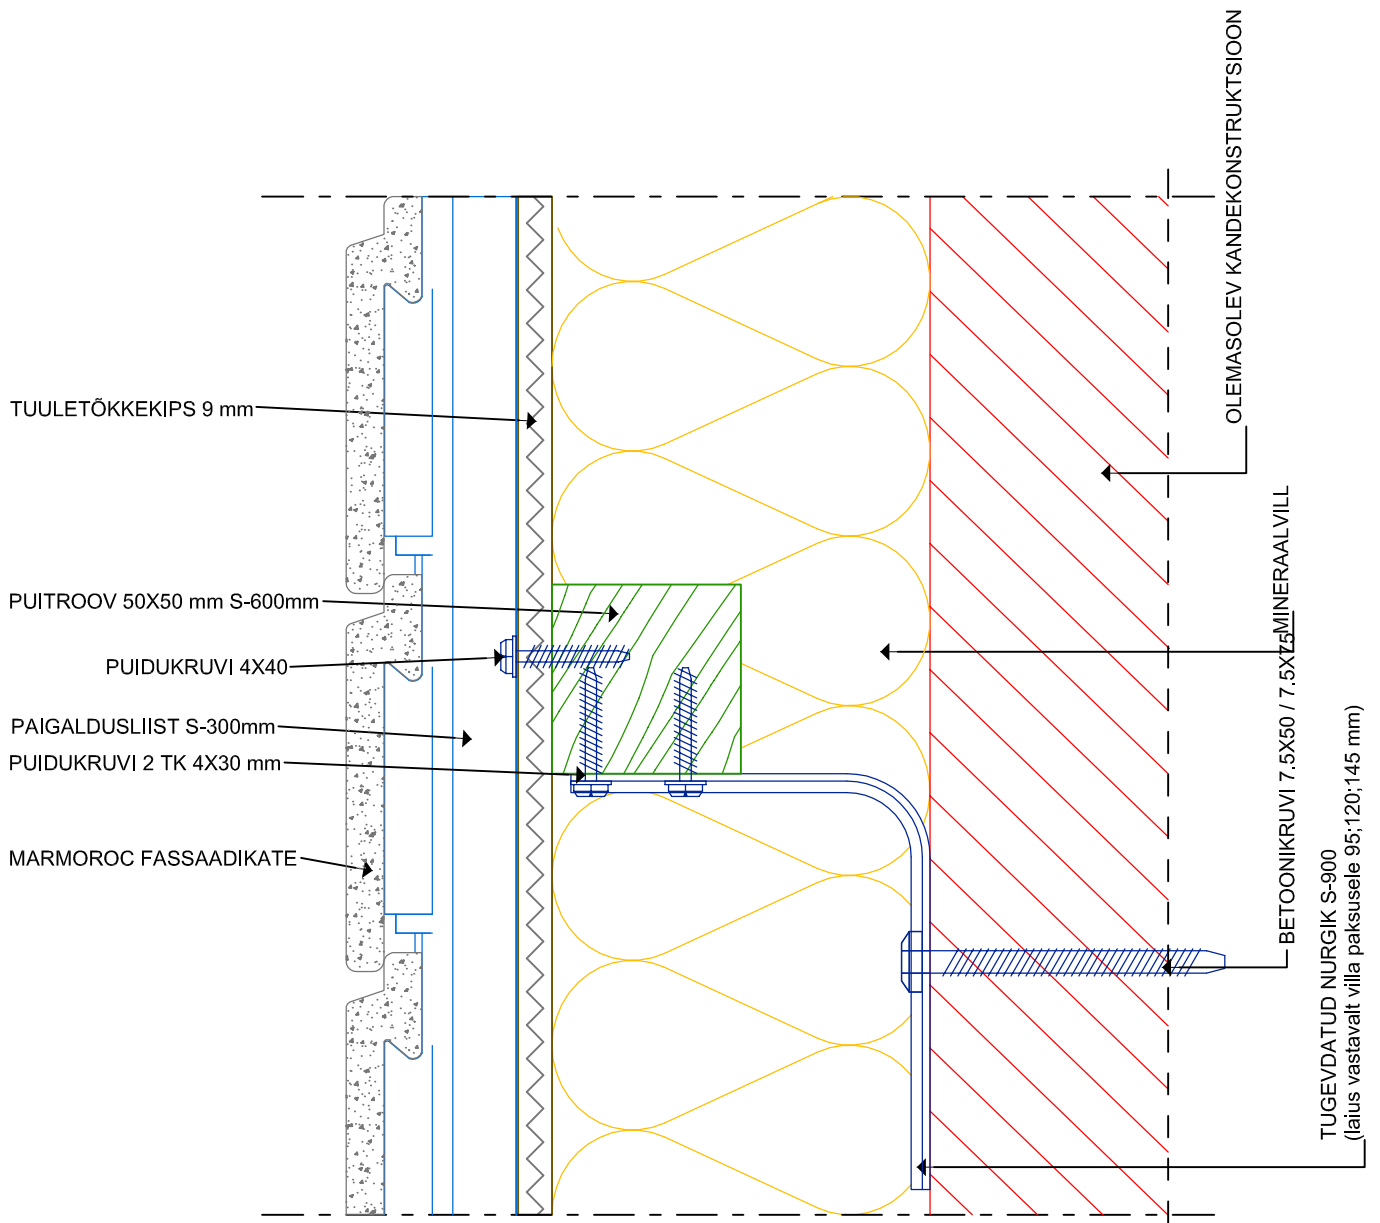 TUULETÕKKEKIPS 9 mm
PUITROOV 50X50 mm S-600mm
PUIDUKRUVI 4X40
PAIGALDUSLIIST S-300mm
PUIDUKRUVI 2 TK 4X30 mm
MARMOROC FASSAADIKATE
OLEMASOLEV KANDEKONSTRUKTSIOON
MINERAALVILL
BETOONIKRUVI 7.5X50 / 7.5X75
TUGEVDATUD NURGIK S-900
(laius vastavalt villa paksusele 95;120;145 mm)